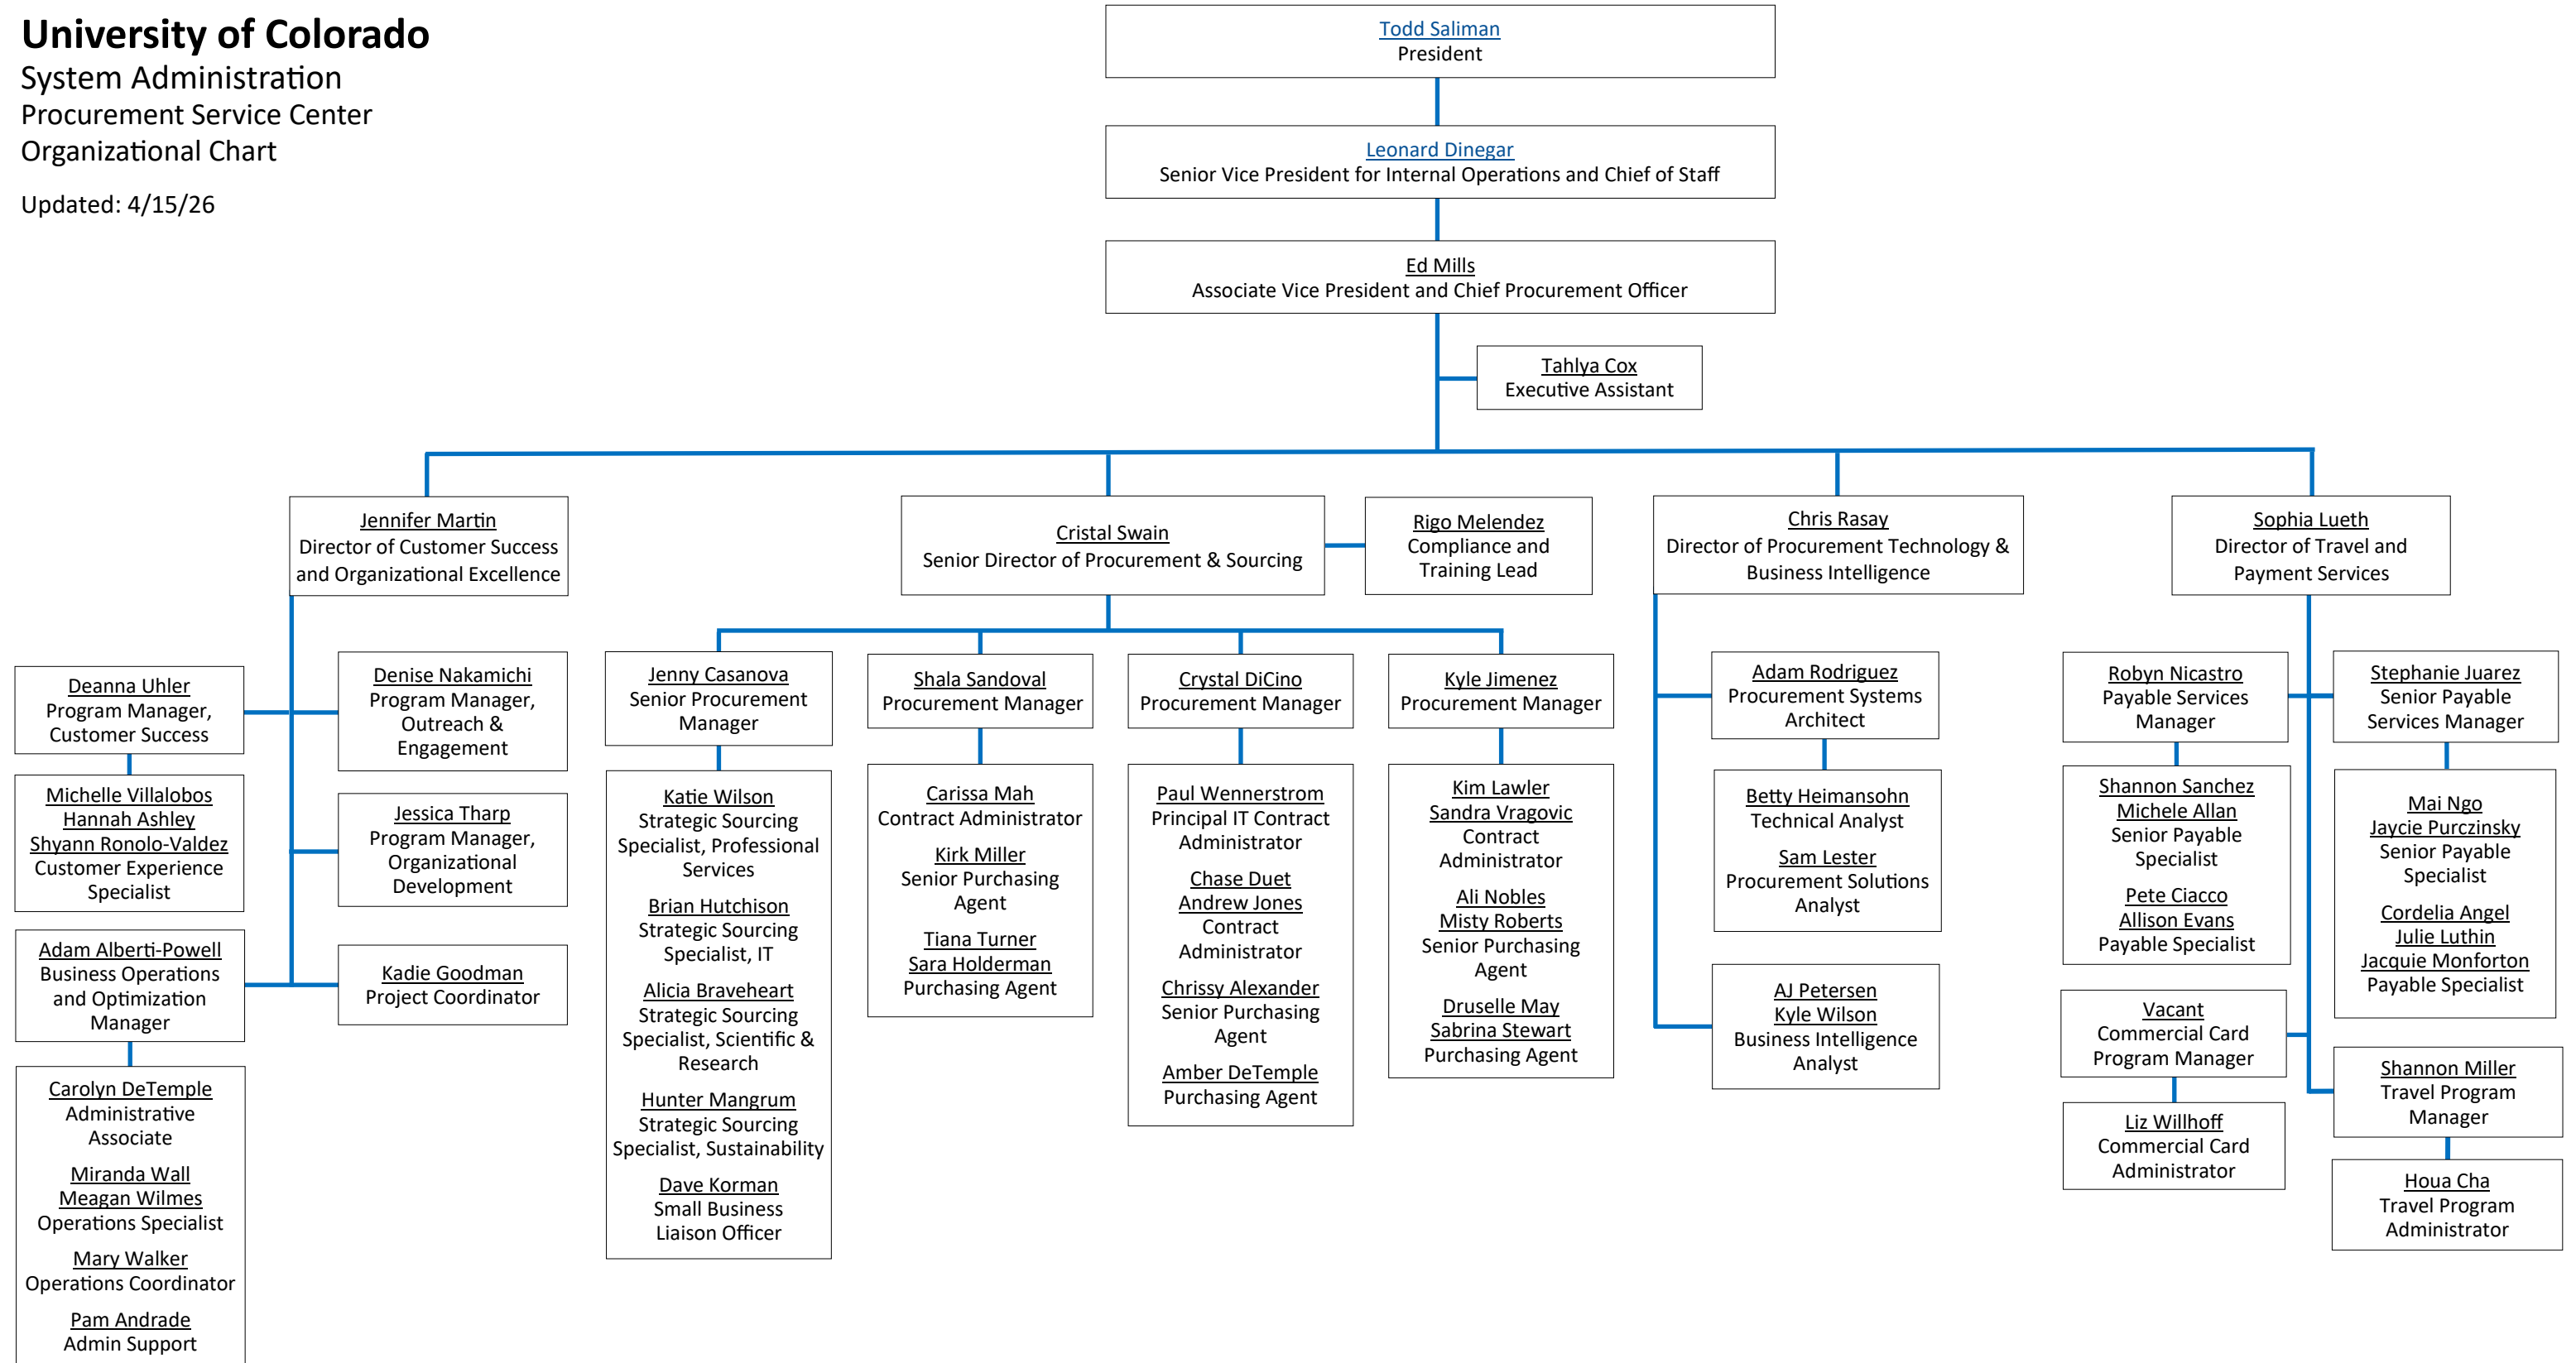 University of Colorado
System Administration
Procurement Service Center
Organizational Chart
Updated: 4/15/26
Todd Saliman
President
Leonard Dinegar
Senior Vice President for Internal Operations and Chief of Staff
Ed Mills
Associate Vice President and Chief Procurement Officer
Tahlya Cox
Executive Assistant
Jennifer Martin
Director of Customer Success
and Organizational Excellence
Cristal Swain
Senior Director of Procurement & Sourcing
Rigo Melendez
Compliance and
Training Lead
Chris Rasay
Director of Procurement Technology &
Business Intelligence
Sophia Lueth
Director of Travel and
Payment Services
Deanna Uhler
Program Manager,
Customer Success
Michelle Villalobos
Hannah Ashley
Shyann Ronolo-Valdez
Customer Experience
Specialist
Adam Alberti-Powell
Business Operations
and Optimization
Manager
Carolyn DeTemple
Administrative
Associate
Miranda Wall
Meagan Wilmes
Operations Specialist
Mary Walker
Operations Coordinator
Pam Andrade
Admin Support
Denise Nakamichi
Program Manager,
Outreach &
Engagement
Jessica Tharp
Program Manager,
Organizational
Development
Kadie Goodman
Project Coordinator
Jenny Casanova
Senior Procurement
Manager
Katie Wilson
Strategic Sourcing
Specialist, Professional
Services
Brian Hutchison
Strategic Sourcing
Specialist, IT
Alicia Braveheart
Strategic Sourcing
Specialist, Scientific &
Research
Hunter Mangrum
Strategic Sourcing
Specialist, Sustainability
Dave Korman
Small Business
Liaison Officer
Shala Sandoval
Procurement Manager
Carissa Mah
Contract Administrator
Kirk Miller
Senior Purchasing
Agent
Tiana Turner
Sara Holderman
Purchasing Agent
Crystal DiCino
Procurement Manager
Paul Wennerstrom
Principal IT Contract
Administrator
Chase Duet
Andrew Jones
Contract
Administrator
Chrissy Alexander
Senior Purchasing
Agent
Amber DeTemple
Purchasing Agent
Kyle Jimenez
Procurement Manager
Kim Lawler
Sandra Vragovic
Contract
Administrator
Ali Nobles
Misty Roberts
Senior Purchasing
Agent
Druselle May
Sabrina Stewart
Purchasing Agent
Adam Rodriguez
Procurement Systems
Architect
Betty Heimansohn
Technical Analyst
Sam Lester
Procurement Solutions
Analyst
AJ Petersen
Kyle Wilson
Business Intelligence
Analyst
Robyn Nicastro
Payable Services
Manager
Shannon Sanchez
Michele Allan
Senior Payable
Specialist
Pete Ciacco
Allison Evans
Payable Specialist
Vacant
Commercial Card
Program Manager
Liz Willhoff
Commercial Card
Administrator
Stephanie Juarez
Senior Payable
Services Manager
Mai Ngo
Jaycie Purczinsky
Senior Payable
Specialist
Cordelia Angel
Julie Luthin
Jacquie Monforton
Payable Specialist
Shannon Miller
Travel Program
Manager
Houa Cha
Travel Program
Administrator